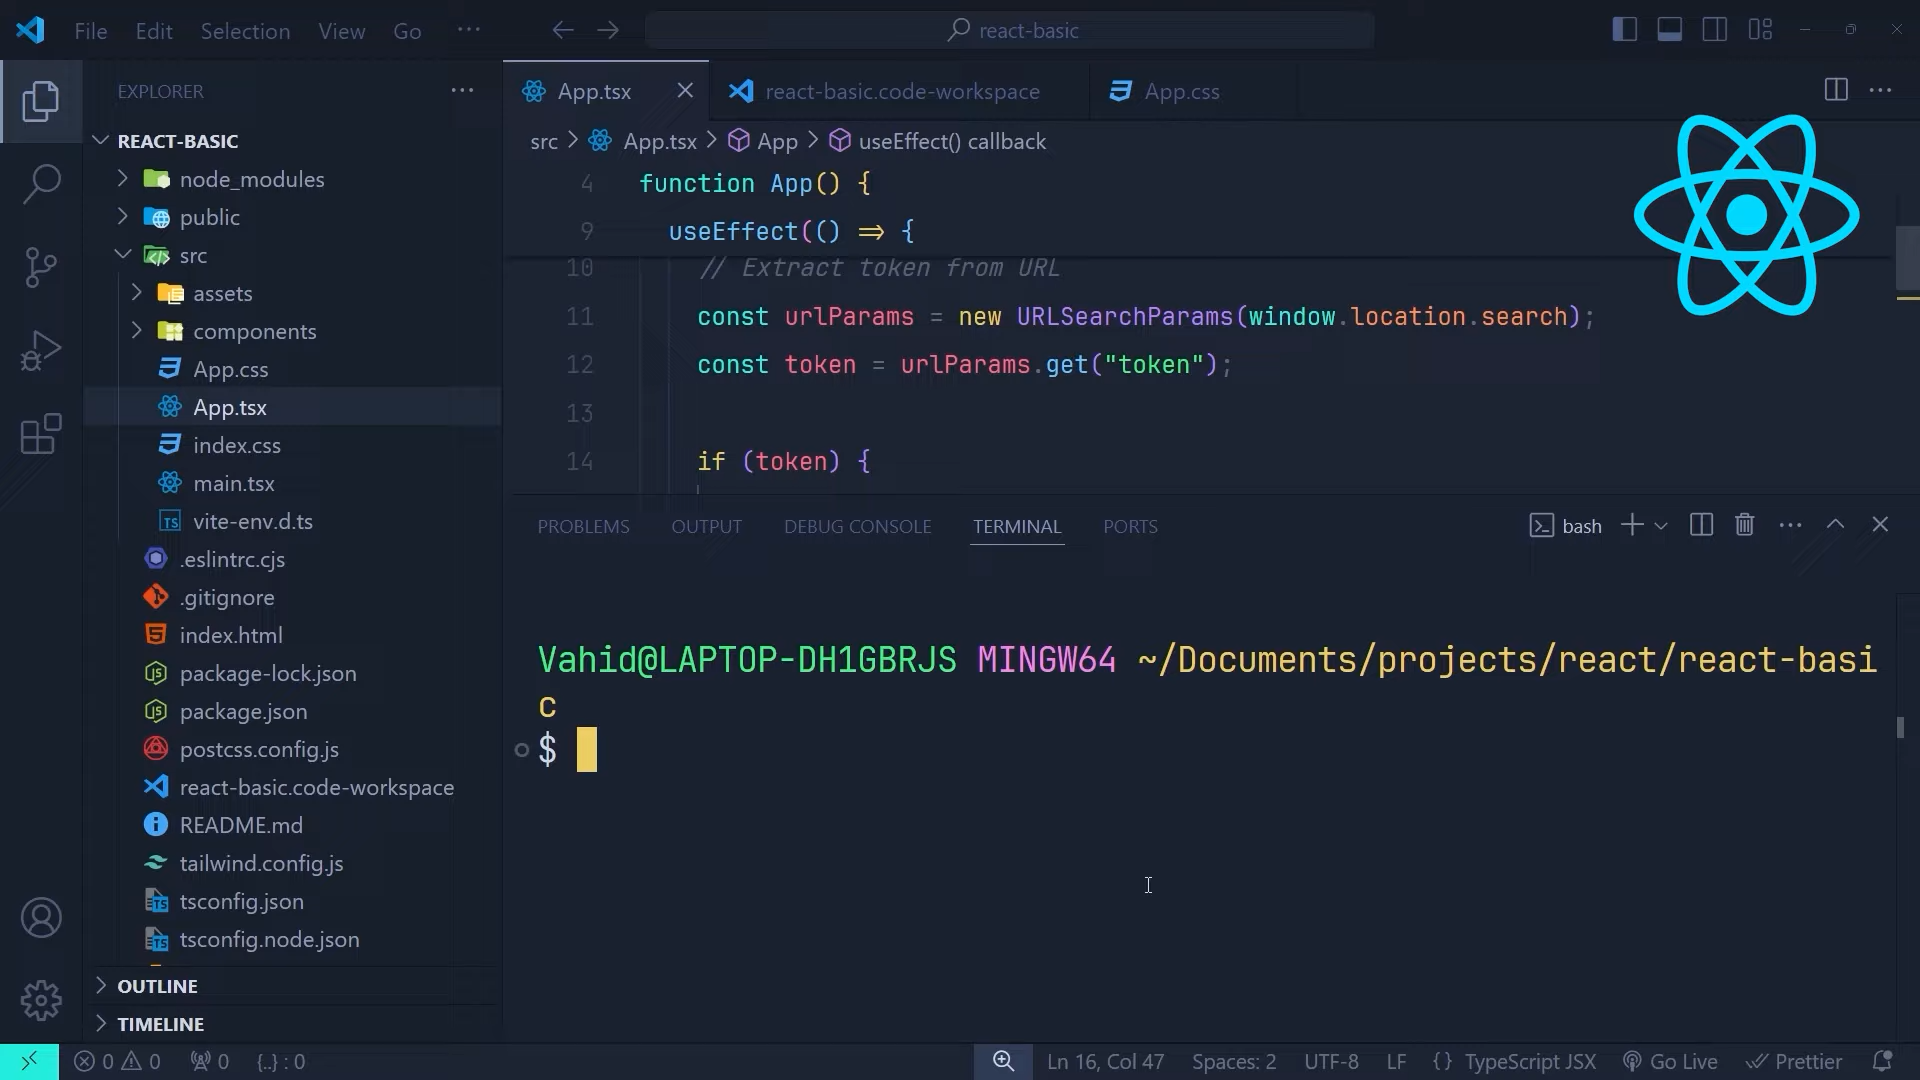 File Edit Selection View Go ··· react-basic
EXPLORER ···
REACT-BASIC
node_modules
public
src
assets
components
App.css
App.tsx
index.css
main.tsx
vite-env.d.ts
.eslintrc.cjs
.gitignore
index.html
package-lock.json
package.json
postcss.config.js
react-basic.code-workspace
README.md
tailwind.config.js
tsconfig.json
tsconfig.node.json
OUTLINE
TIMELINE
App.tsx react-basic.code-workspace App.css
src > App.tsx > App > useEffect() callback
4 function App() {
9 useEffect(() => {
10 // Extract token from URL
11 const urlParams = new URLSearchParams(window.location.search);
12 const token = urlParams.get("token");
13
14 if (token) {
PROBLEMS OUTPUT DEBUG CONSOLE TERMINAL PORTS bash
Vahid@LAPTOP-DH1GBRJS MINGW64 ~/Documents/projects/react/react-basi
c
$
0 0 0 {..} : 0 Ln 16, Col 47 Spaces: 2 UTF-8 LF {} TypeScript JSX Go Live Prettier